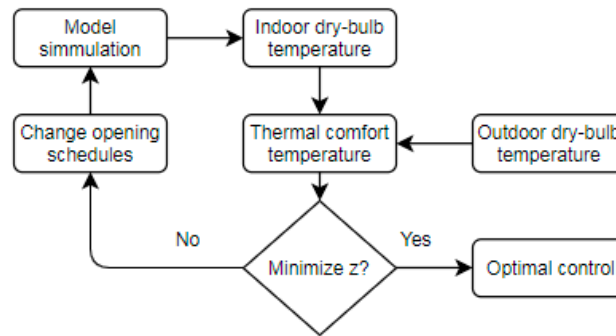 Model
simmulation
Indoor dry-bulb
temperature
Change opening
schedules
Thermal comfort
temperature
Outdoor dry-bulb
temperature
No
Yes
Minimize z?
Optimal control